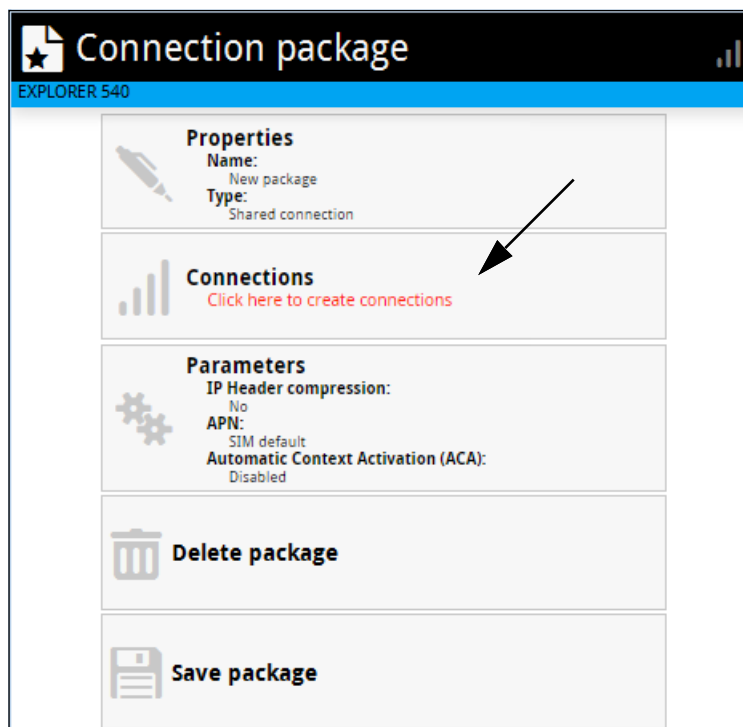 Connection package
EXPLORER 540
Properties
Name:
New package
Type:
Shared connection
Connections
Click here to create connections
Parameters
IP Header compression:
No
APN:
SIM default
Automatic Context Activation (ACA):
Disabled
Delete package
Save package